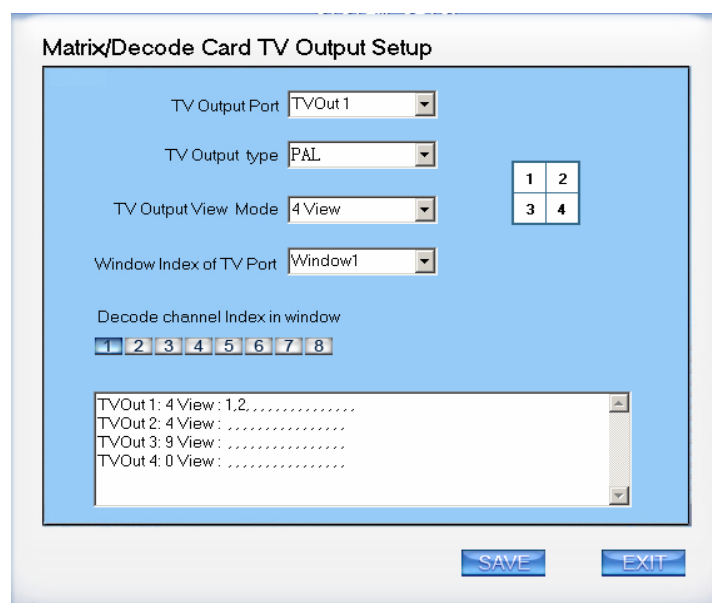 Matrix/Decode Card TV Output Setup
TV Output Port TVOut 1
TV Output type PAL
1 2
TV Output View Mode 4 View
3 4
Window Index of TV Port Window1
Decode channel Index in window
1 2 3 4 5 6 7 8
TVOut 1: 4 View : 1,2, , , , , , , , , , , , , ,
TVOut 2: 4 View : , , , , , , , , , , , , , , ,
TVOut 3: 9 View : , , , , , , , , , , , , , , ,
TVOut 4: 0 View : , , , , , , , , , , , , , , ,
SAVE EXIT